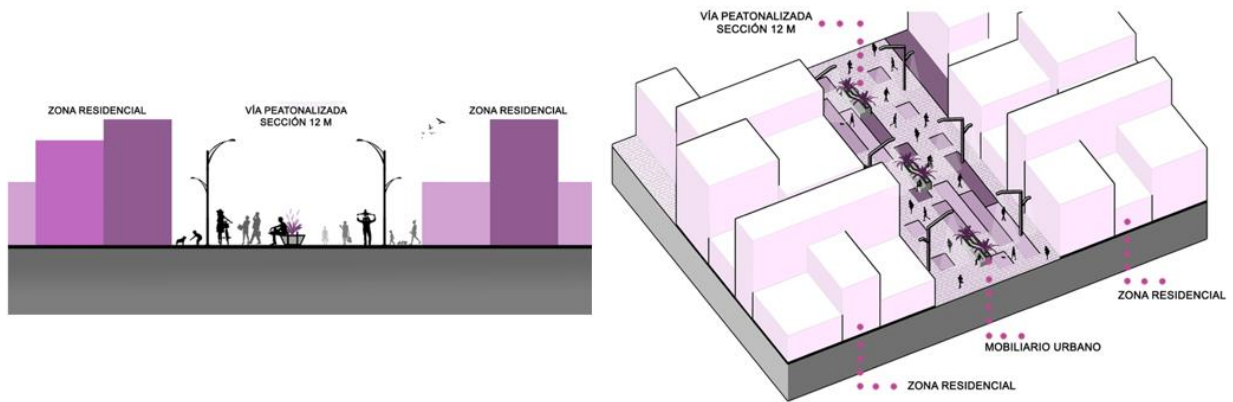 ZONA RESIDENCIAL
VÍA PEATONALIZADA
SECCIÓN 12 M
ZONA RESIDENCIAL
VÍA PEATONALIZADA
SECCIÓN 12 M
ZONA RESIDENCIAL
MOBILIARIO URBANO
ZONA RESIDENCIAL